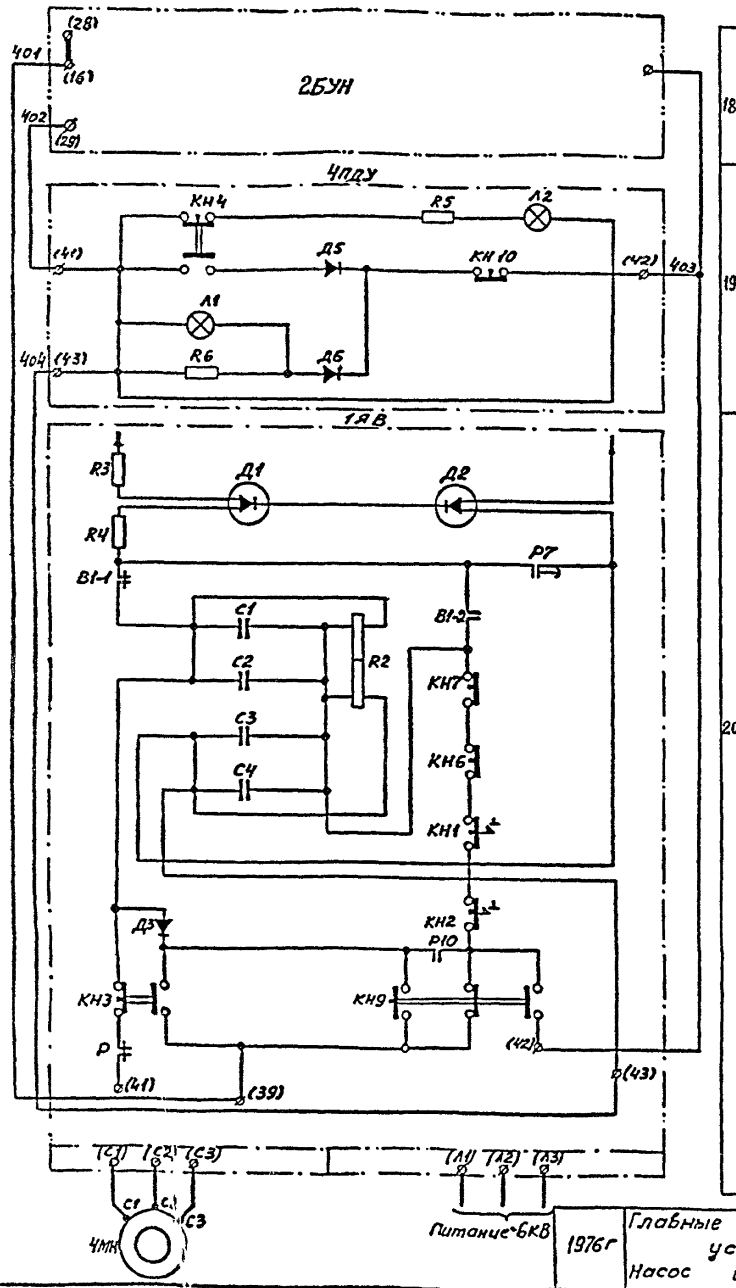 (28)
401
(16)
2БУН
402
(29)
4ПДУ
КН4
R5
Л2
(41)
Д5
КН10
(42)
403
Л1
404
(43)
R6
Д6
1ЯВ
R3
Д1
Д2
R4
В1-1
Р7
С1
В1-2
С2
R2
КН7
С3
КН6
С4
КН1
КН2
Д3
Р10
КН3
КН9
Р
(42)
(41)
(39)
(43)
(С1) (С2) (С3)
(Л1) (Л2) (Л3)
С1
С3
4МН
Питание-6КВ
1976г
Главные
ус
Насос
18
19
20